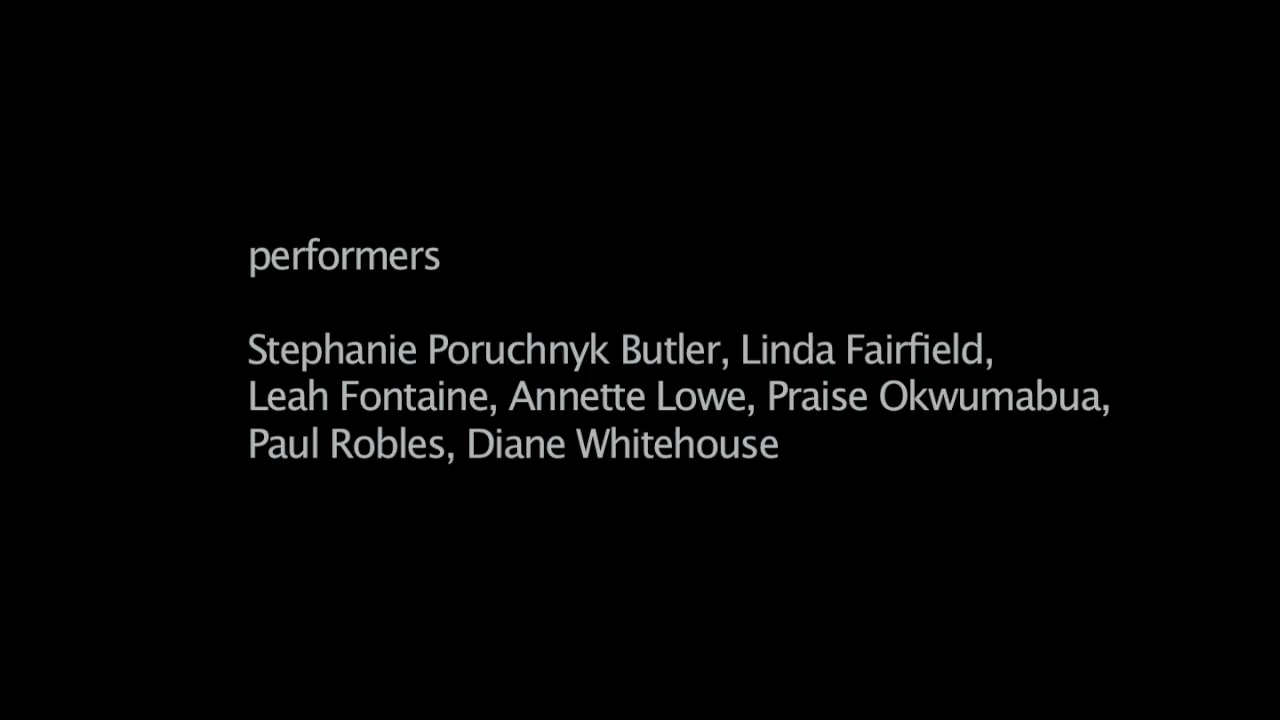 performers
Stephanie Poruchnyk Butler, Linda Fairfield,
Leah Fontaine, Annette Lowe, Praise Okwumabua,
Paul Robles, Diane Whitehouse